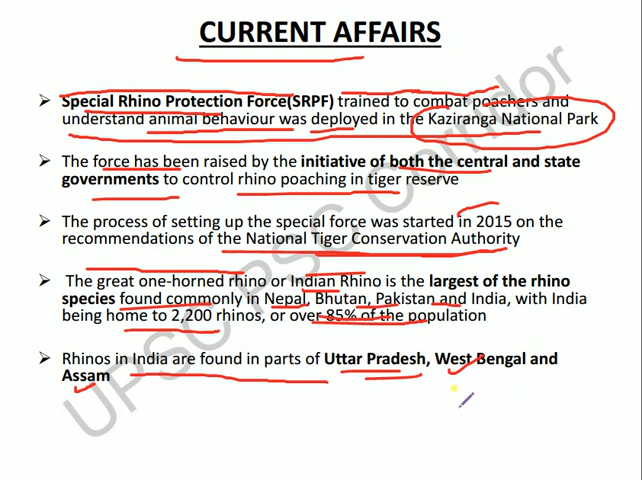 CURRENT AFFAIRS
➢ Special Rhino Protection Force(SRPF) trained to combat poachers and
understand animal behaviour was deployed in the Kaziranga National Park
➢ The force has been raised by the initiative of both the central and state
governments to control rhino poaching in tiger reserve
➢ The process of setting up the special force was started in 2015 on the
recommendations of the National Tiger Conservation Authority
➢ The great one-horned rhino or Indian Rhino is the largest of the rhino
species found commonly in Nepal, Bhutan, Pakistan and India, with India
being home to 2,200 rhinos, or over 85% of the population
➢ Rhinos in India are found in parts of Uttar Pradesh, West Bengal and
Assam
UPSC PSC Corridor